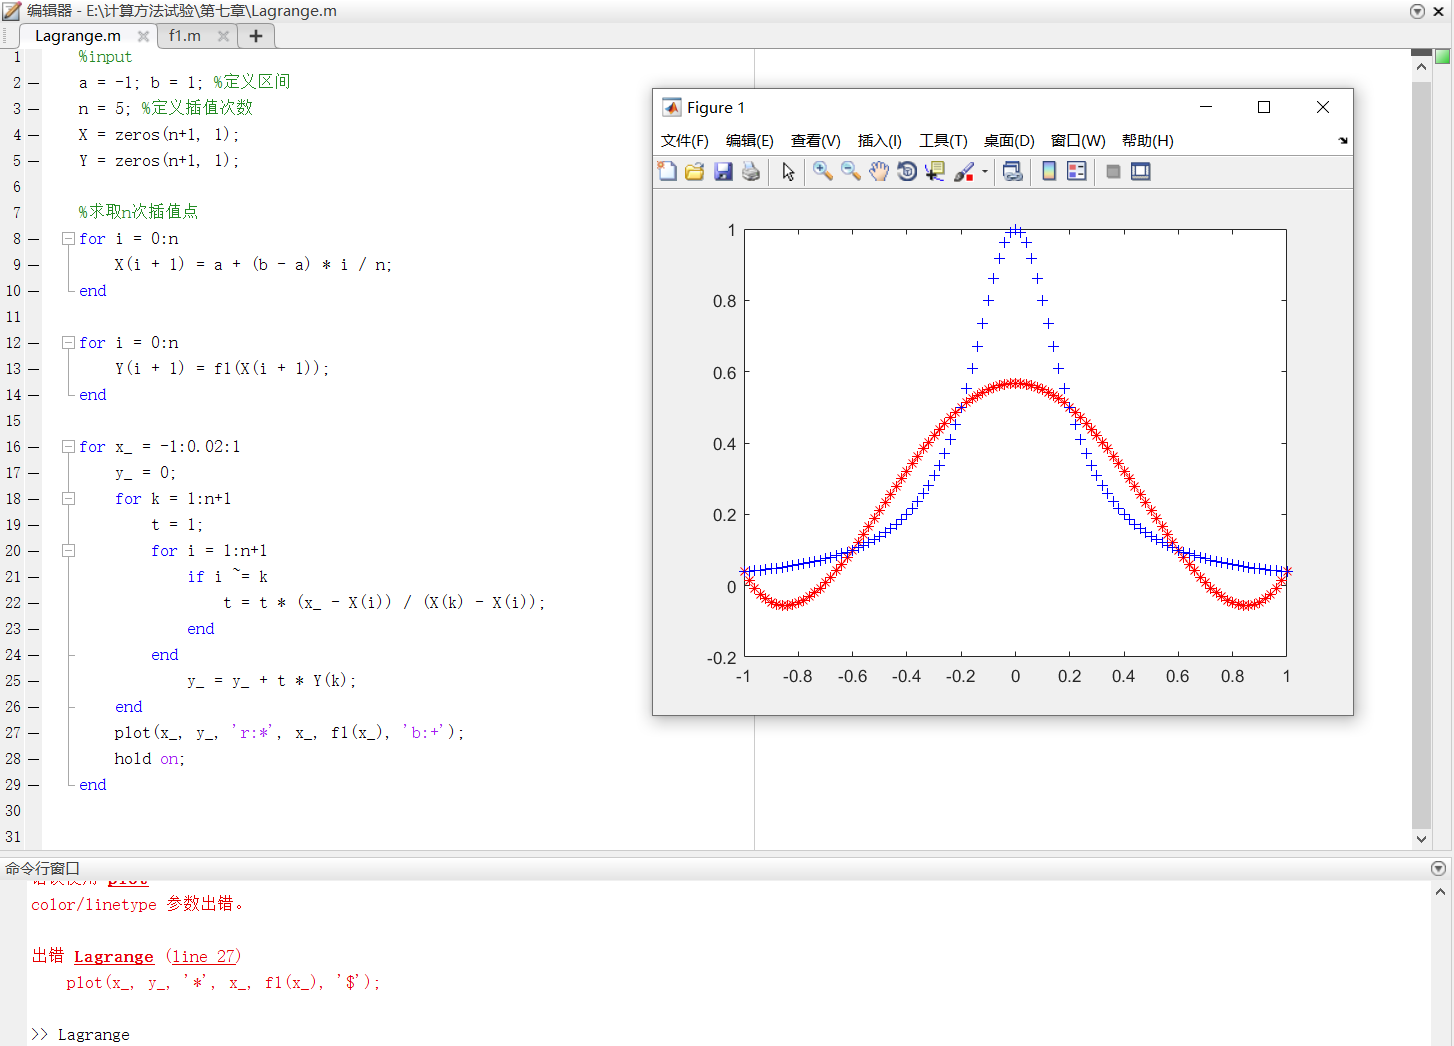 编辑器 - E:\计算方法试验\第七章\Lagrange.m
Lagrange.m f1.m
1 %input
2 a = -1; b = 1; %定义区间
3 n = 5; %定义插值次数
4 X = zeros(n+1, 1);
5 Y = zeros(n+1, 1);
6
7 %求取n次插值点
8 for i = 0:n
9 X(i + 1) = a + (b - a) * i / n;
10 end
11
12 for i = 0:n
13 Y(i + 1) = f1(X(i + 1));
14 end
15
16 for x_ = -1:0.02:1
17 y_ = 0;
18 for k = 1:n+1
19 t = 1;
20 for i = 1:n+1
21 if i ~= k
22 t = t * (x_ - X(i)) / (X(k) - X(i));
23 end
24 end
25 y_ = y_ + t * Y(k);
26 end
27 plot(x_, y_, 'r:*', x_, f1(x_), 'b:+');
28 hold on;
29 end
30
31
Figure 1
文件(F) 编辑(E) 查看(V) 插入(I) 工具(T) 桌面(D) 窗口(W) 帮助(H)
1
0.8
0.6
0.4
0.2
0
-0.2
-1 -0.8 -0.6 -0.4 -0.2 0 0.2 0.4 0.6 0.8 1
命令行窗口
错误使用 plot
color/linetype 参数出错。
出错 Lagrange (line 27)
plot(x_, y_, '*', x_, f1(x_), '$');
>> Lagrange